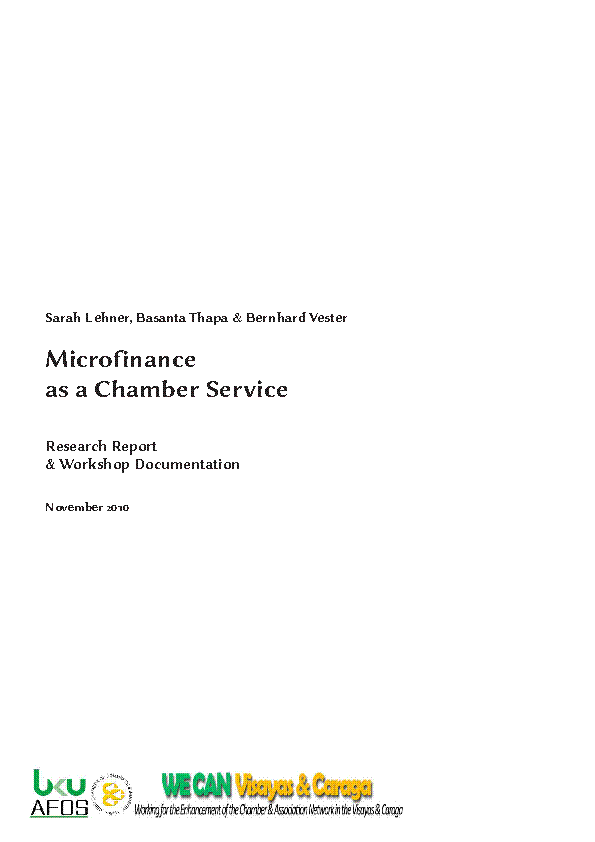 Sarah Lehner, Basanta Thapa & Bernhard Vester
Microfinance
as a Chamber Service
Research Report
& Workshop Documentation
November 2010
bku
AFOS
WE CAN Visayas & Caraga
Working for the Enhancement of the Chamber & Association Network in the Visayas & Caraga